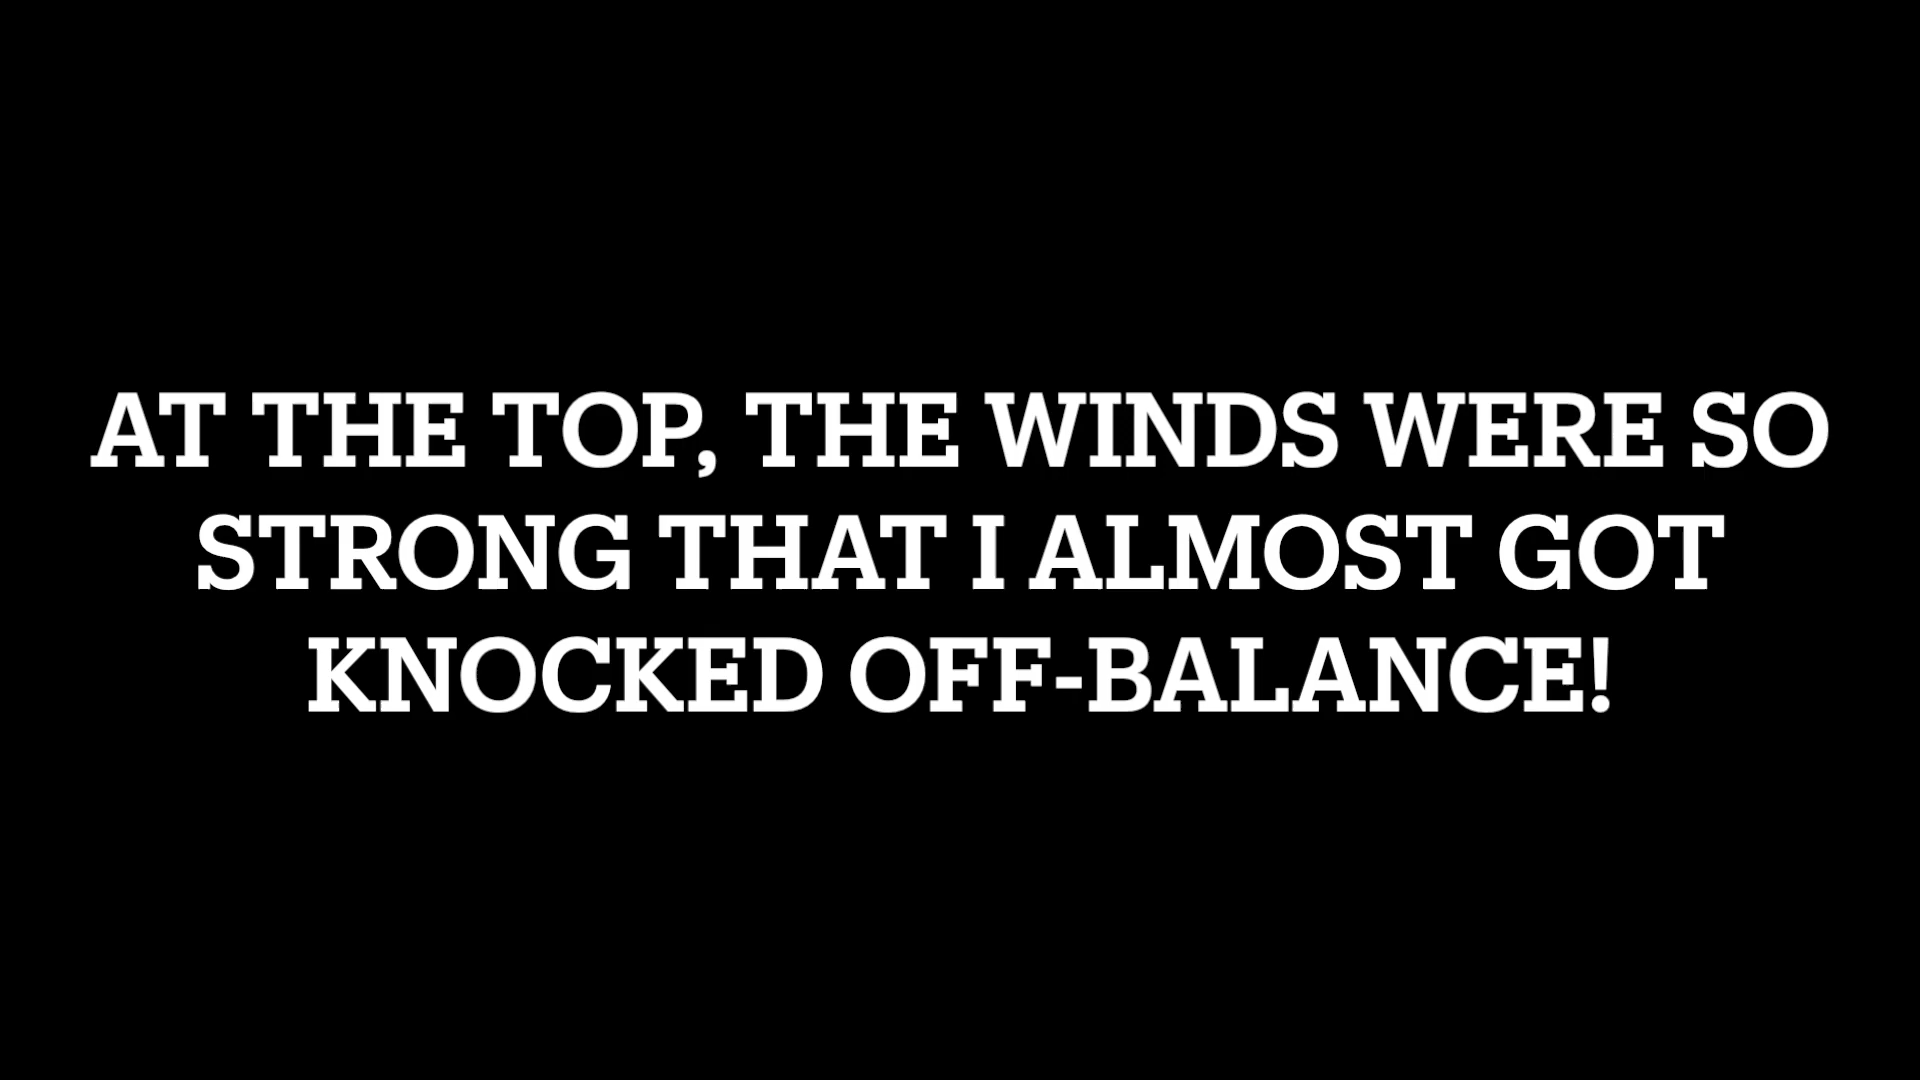 AT THE TOP, THE WINDS WERE SO
STRONG THAT I ALMOST GOT
KNOCKED OFF-BALANCE!